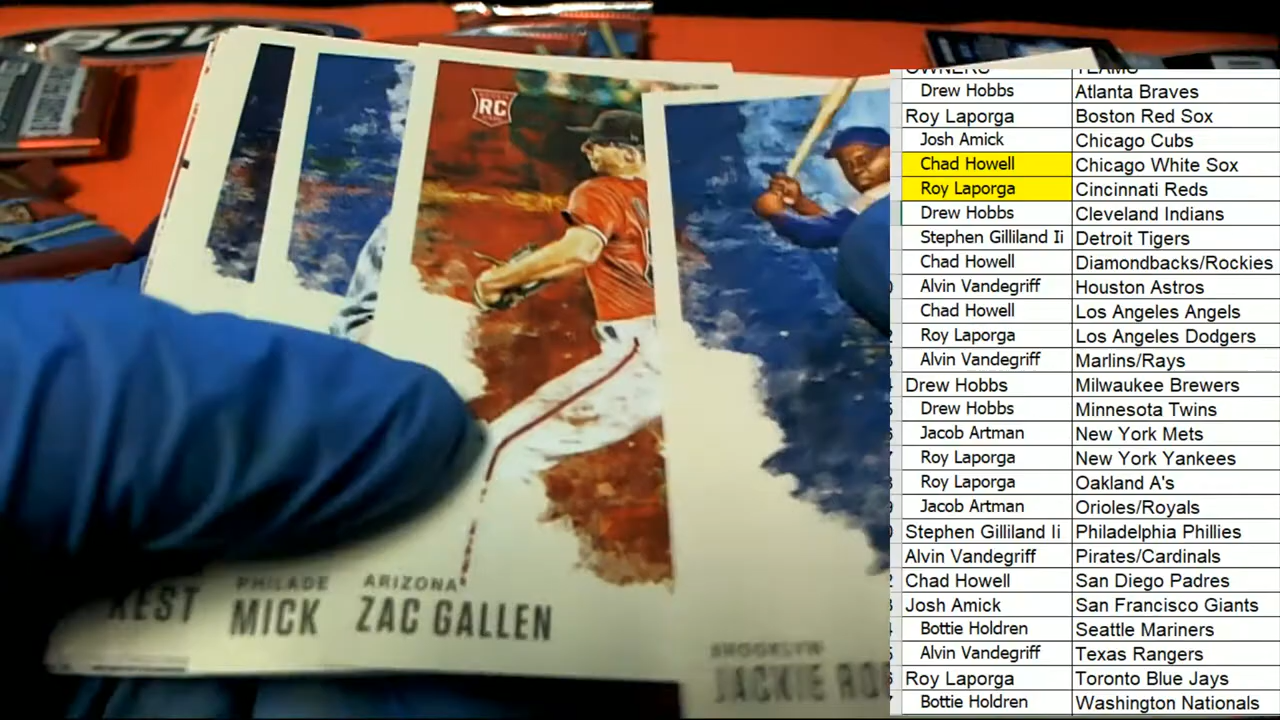 BCW
RC
PHILADE
MICK
ARIZONA
ZAC GALLEN
BROOKLYN
JACKIE RO
OWNERS TEAMS
Drew Hobbs Atlanta Braves
Roy Laporga Boston Red Sox
Josh Amick Chicago Cubs
Chad Howell Chicago White Sox
Roy Laporga Cincinnati Reds
Drew Hobbs Cleveland Indians
Stephen Gilliland Ii Detroit Tigers
Chad Howell Diamondbacks/Rockies
Alvin Vandegriff Houston Astros
Chad Howell Los Angeles Angels
Roy Laporga Los Angeles Dodgers
Alvin Vandegriff Marlins/Rays
Drew Hobbs Milwaukee Brewers
Drew Hobbs Minnesota Twins
Jacob Artman New York Mets
Roy Laporga New York Yankees
Roy Laporga Oakland A's
Jacob Artman Orioles/Royals
Stephen Gilliland Ii Philadelphia Phillies
Alvin Vandegriff Pirates/Cardinals
Chad Howell San Diego Padres
Josh Amick San Francisco Giants
Bottie Holdren Seattle Mariners
Alvin Vandegriff Texas Rangers
Roy Laporga Toronto Blue Jays
Bottie Holdren Washington Nationals